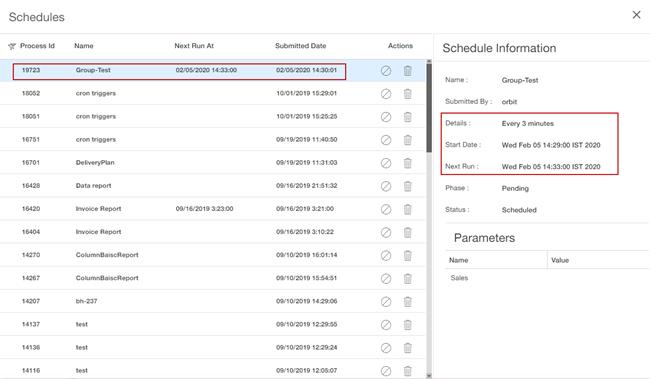 Schedules
Process Id Name Next Run At Submitted Date Actions
19723 Group-Test 02/05/2020 14:33:00 02/05/2020 14:30:01
18052 cron triggers 10/01/2019 15:29:01
18051 cron triggers 10/01/2019 15:25:25
16751 cron triggers 09/19/2019 11:40:50
16701 DeliveryPlan 09/19/2019 11:31:03
16428 Data report 09/16/2019 21:51:32
16420 Invoice Report 09/16/2019 3:23:00 09/16/2019 3:21:00
16404 Invoice Report 09/16/2019 3:10:22
14270 ColumnBaiscReport 09/10/2019 16:01:14
14267 ColumnBaiscReport 09/10/2019 15:54:51
14207 bh-237 09/10/2019 14:29:06
14137 test 09/10/2019 12:29:55
14136 test 09/10/2019 12:29:24
14116 test 09/10/2019 12:05:07
Schedule Information
Name : Group-Test
Submitted By : orbit
Details : Every 3 minutes
Start Date : Wed Feb 05 14:29:00 IST 2020
Next Run : Wed Feb 05 14:33:00 IST 2020
Phase : Pending
Status : Scheduled
Parameters
Name Value
Sales